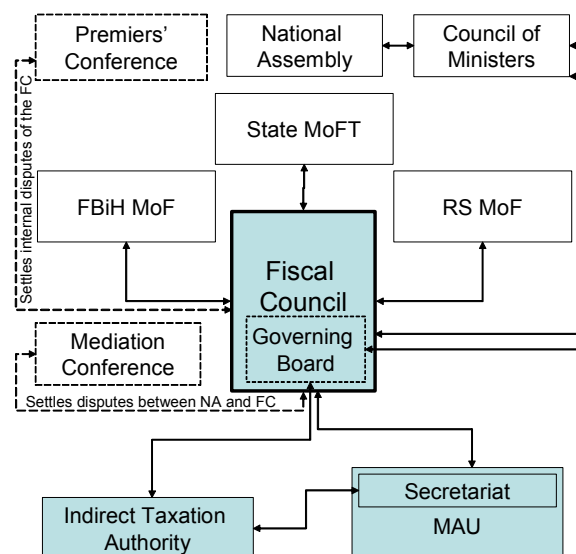 Premiers’
Conference
National
Assembly
Council of
Ministers
Settles internal disputes of the FC
State MoFT
FBiH MoF
RS MoF
Fiscal
Council
Governing
Board
Mediation
Conference
Settles disputes between NA and FC
Indirect Taxation
Authority
Secretariat
MAU